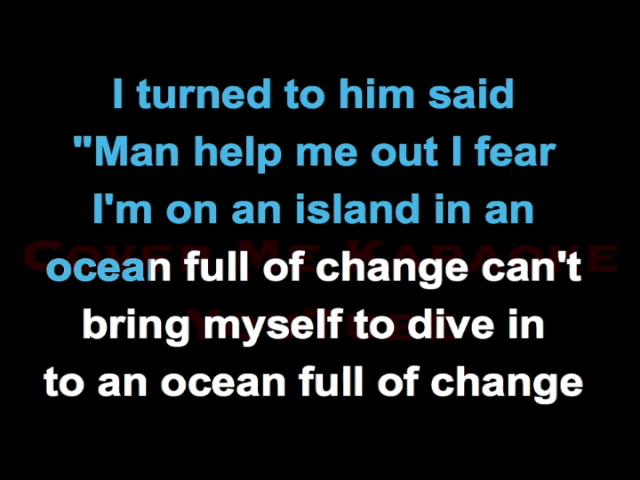 I turned to him said
"Man help me out I fear
I'm on an island in an
ocean full of change can't
bring myself to dive in
to an ocean full of change